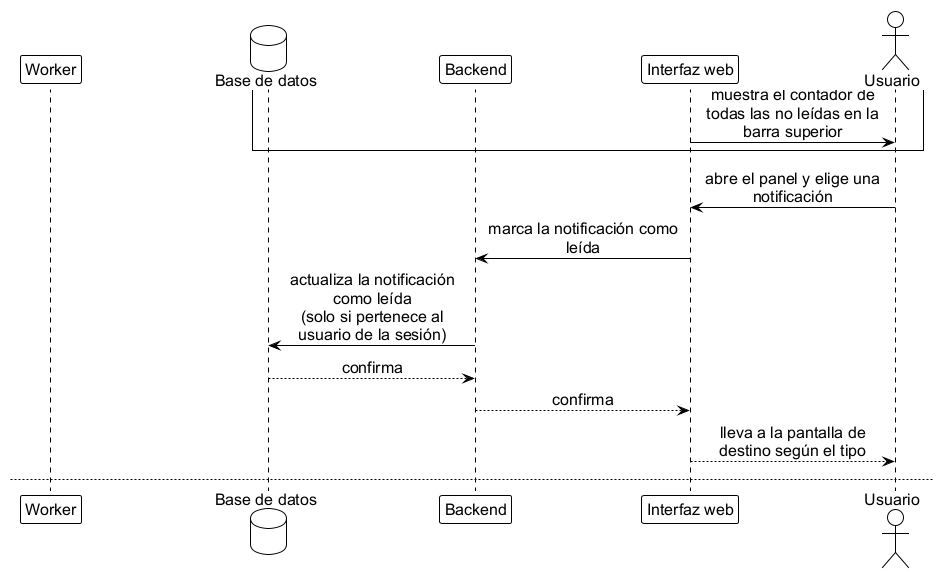 Worker
Base de datos
Backend
Interfaz web
Usuario
muestra el contador de
todas las no leídas en la
barra superior
abre el panel y elige una
notificación
marca la notificación como
leída
actualiza la notificación
como leída
(solo si pertenece al
usuario de la sesión)
confirma
confirma
lleva a la pantalla de
destino según el tipo
Worker
Base de datos
Backend
Interfaz web
Usuario